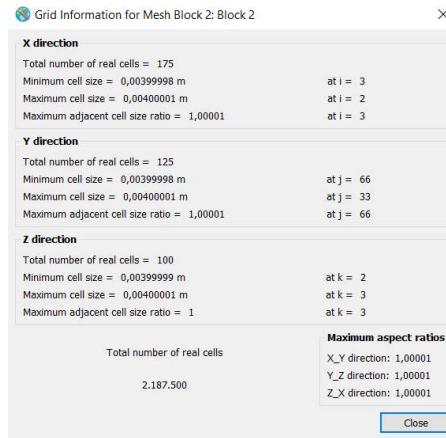 Grid Information for Mesh Block 2: Block 2
X direction
Total number of real cells = 175
Minimum cell size = 0,00399998 m at i = 3
Maximum cell size = 0,00400001 m at i = 2
Maximum adjacent cell size ratio = 1,00001 at i = 3
Y direction
Total number of real cells = 125
Minimum cell size = 0,00399998 m at j = 66
Maximum cell size = 0,00400001 m at j = 33
Maximum adjacent cell size ratio = 1,00001 at j = 66
Z direction
Total number of real cells = 100
Minimum cell size = 0,00399999 m at k = 2
Maximum cell size = 0,00400001 m at k = 3
Maximum adjacent cell size ratio = 1 at k = 3
Total number of real cells
2.187.500
Maximum aspect ratios
X_Y direction: 1,00001
Y_Z direction: 1,00001
Z_X direction: 1,00001
Close